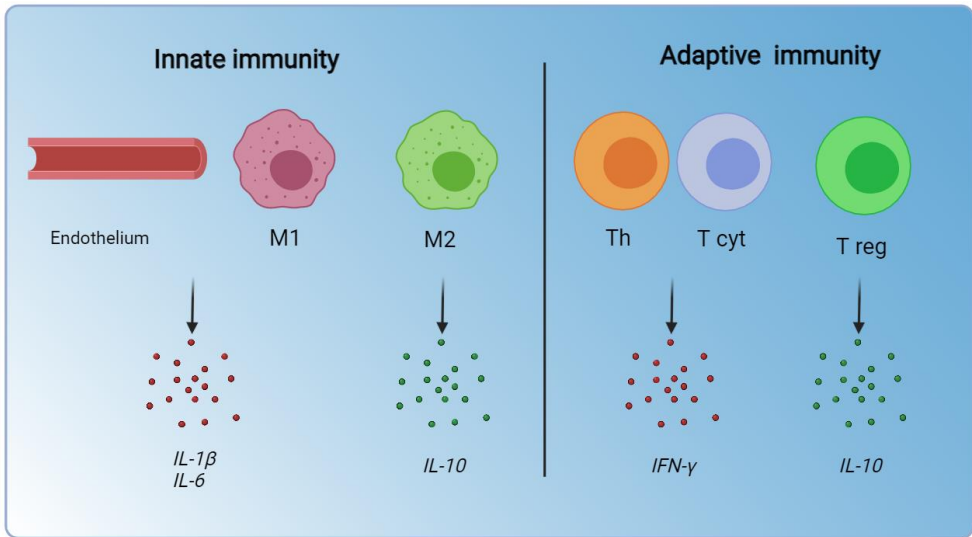 Innate immunity
Adaptive immunity
Endothelium
M1
M2
Th
T cyt
T reg
IL-1β
IL-6
IL-10
IFN-γ
IL-10